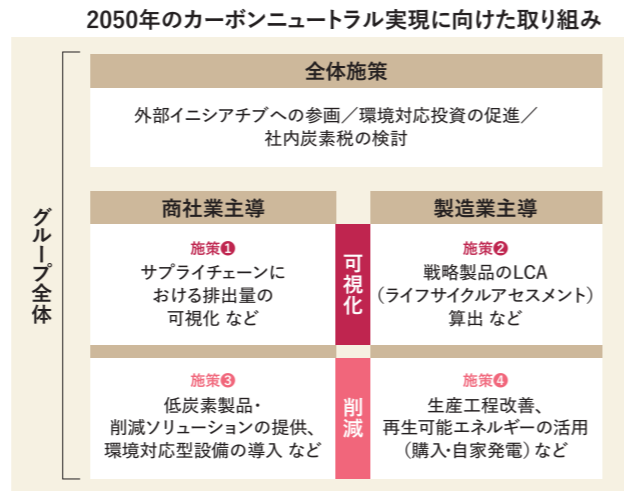 2050年のカーボンニュートラル実現に向けた取り組み
全体施策
外部イニシアチブへの参画／環境対応投資の促進／
社内炭素税の検討
グループ全体
商社業主導
製造業主導
施策❶
サプライチェーンに
おける排出量の
可視化 など
可視化
施策❷
戦略製品のLCA
（ライフサイクルアセスメント）
算出 など
施策❸
低炭素製品・
削減ソリューションの提供、
環境対応型設備の導入 など
削減
施策❹
生産工程改善、
再生可能エネルギーの活用
（購入・自家発電）など